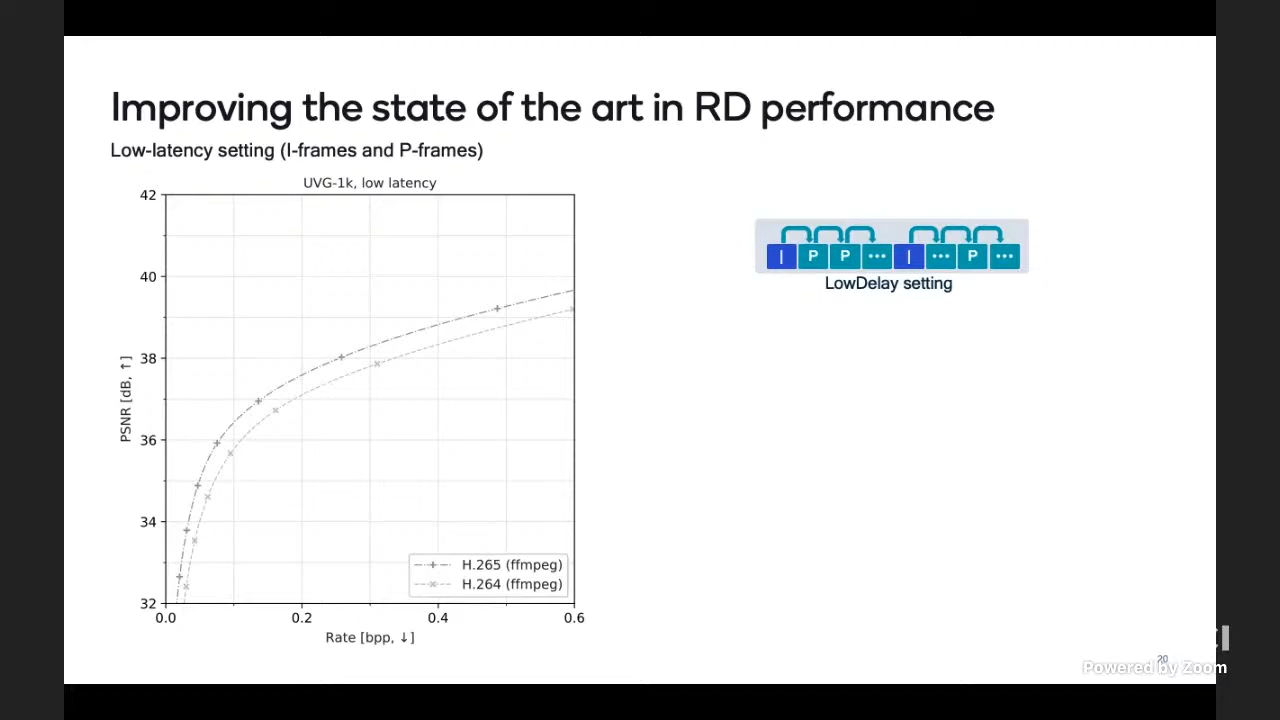 Improving the state of the art in RD performance
Low-latency setting (I-frames and P-frames)
UVG-1k, low latency
42
40
38
36
34
32
PSNR [dB, ↑]
0.0 0.2 0.4 0.6
Rate [bpp, ↓]
H.265 (ffmpeg)
H.264 (ffmpeg)
I P P ... I ... P ...
LowDelay setting
20
Powered by Zoom